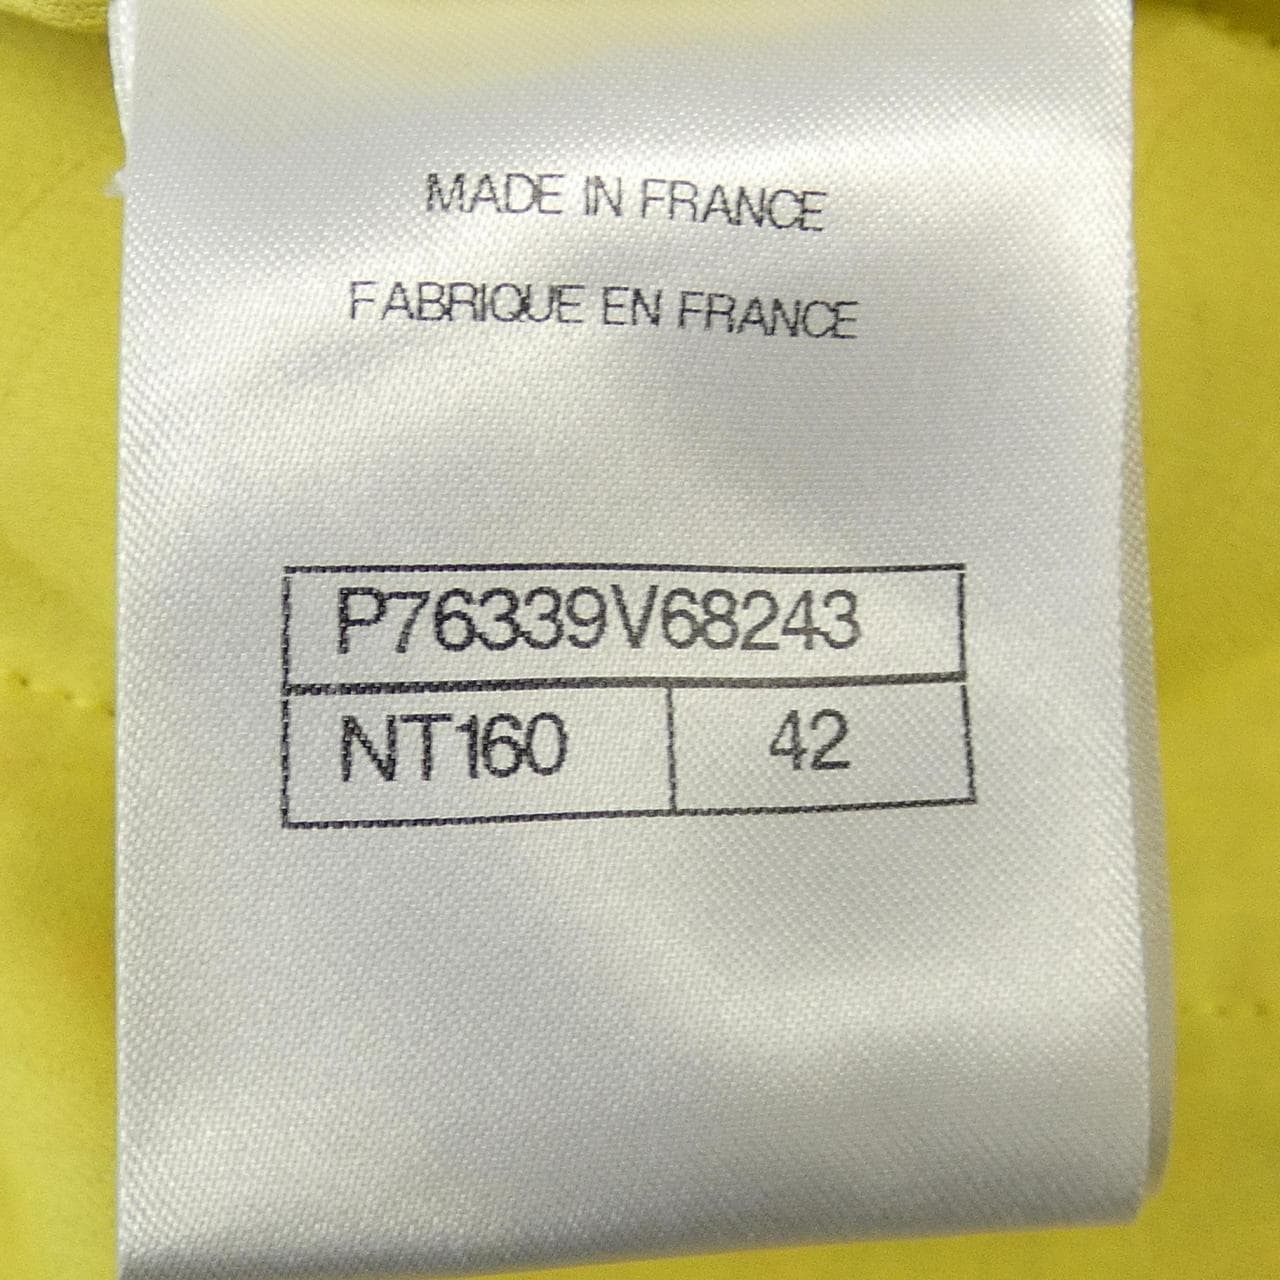 MADE IN FRANCE
FABRIQUE EN FRANCE
P76339V68243
NT160 42